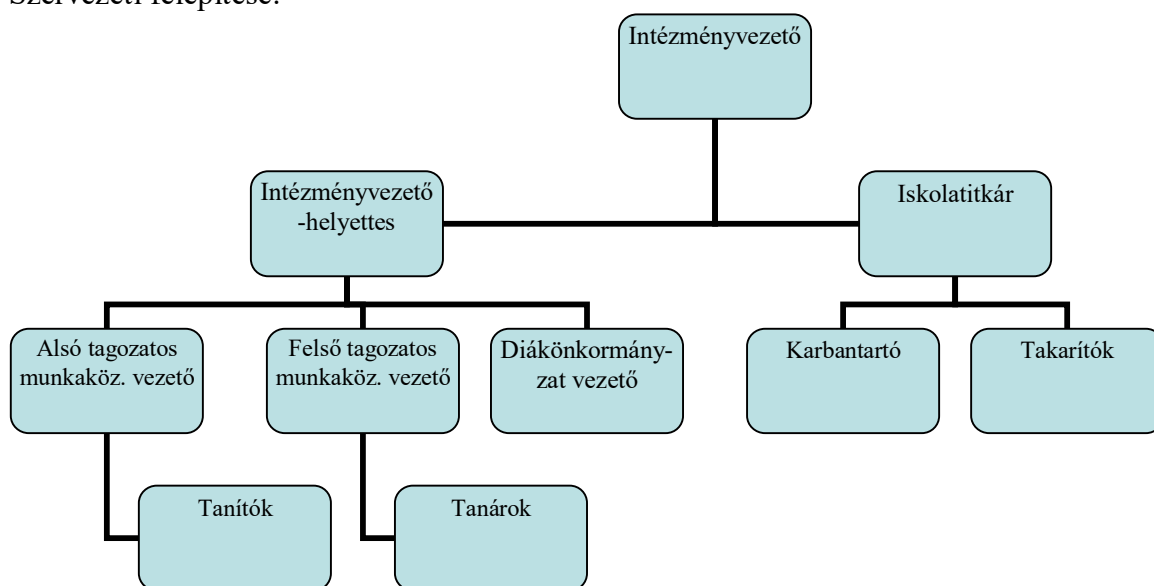 Szervezeti felépítése:
Intézményvezető
Intézményvezető
-helyettes
Iskolatitkár
Alsó tagozatos
munkaköz. vezető
Felső tagozatos
munkaköz. vezető
Diákönkormány-
zat vezető
Karbantartó
Takarítók
Tanítók
Tanárok